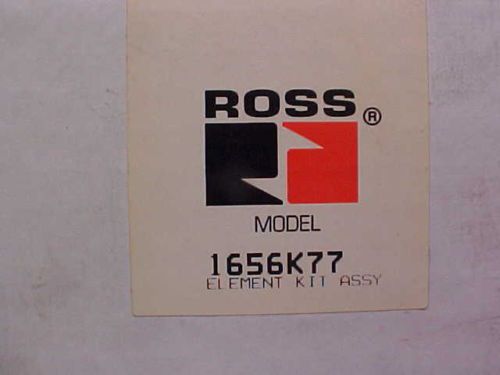 ROSS®
MODEL
1656K77
ELEMENT KIT ASSY